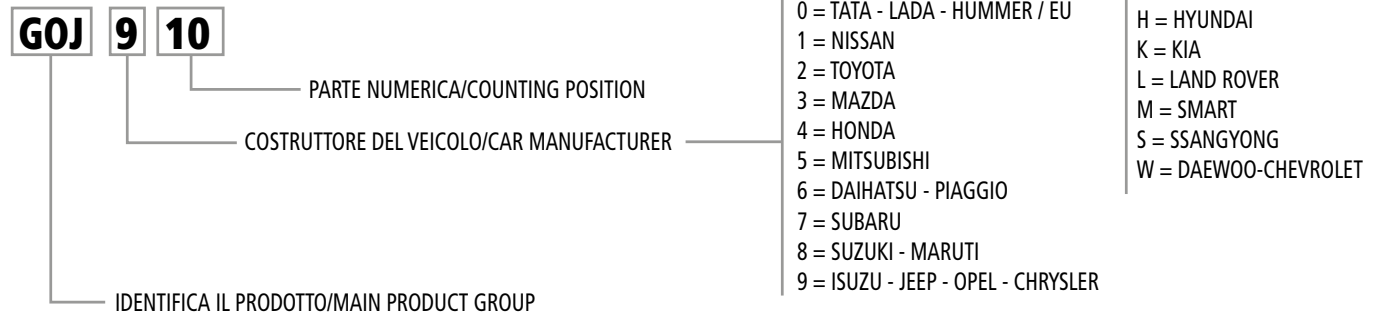 GOJ 9 10
PARTE NUMERICA/COUNTING POSITION
COSTRUTTORE DEL VEICOLO/CAR MANUFACTURER
IDENTIFICA IL PRODOTTO/MAIN PRODUCT GROUP
0 = TATA - LADA - HUMMER / EU
1 = NISSAN
2 = TOYOTA
3 = MAZDA
4 = HONDA
5 = MITSUBISHI
6 = DAIHATSU - PIAGGIO
7 = SUBARU
8 = SUZUKI - MARUTI
9 = ISUZU - JEEP - OPEL - CHRYSLER
H = HYUNDAI
K = KIA
L = LAND ROVER
M = SMART
S = SSANGYONG
W = DAEWOO-CHEVROLET